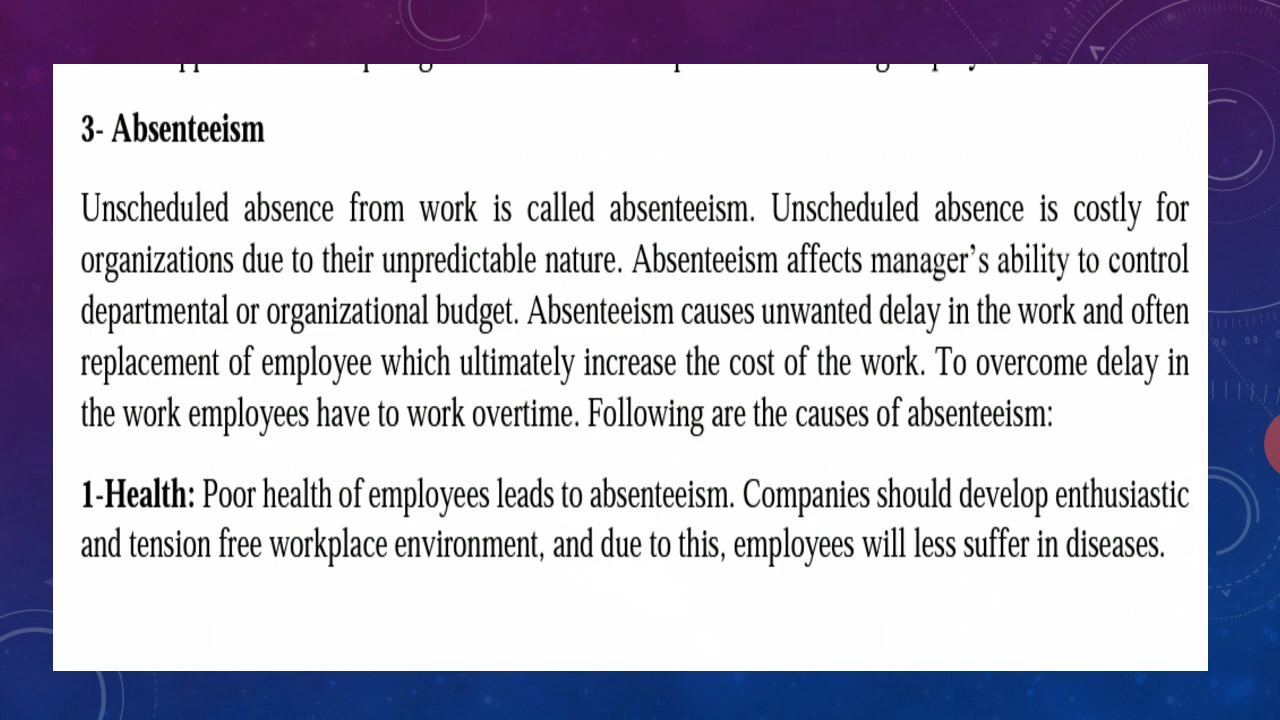 3- Absenteeism
Unscheduled absence from work is called absenteeism. Unscheduled absence is costly for
organizations due to their unpredictable nature. Absenteeism affects manager’s ability to control
departmental or organizational budget. Absenteeism causes unwanted delay in the work and often
replacement of employee which ultimately increase the cost of the work. To overcome delay in
the work employees have to work overtime. Following are the causes of absenteeism:
1-Health: Poor health of employees leads to absenteeism. Companies should develop enthusiastic
and tension free workplace environment, and due to this, employees will less suffer in diseases.